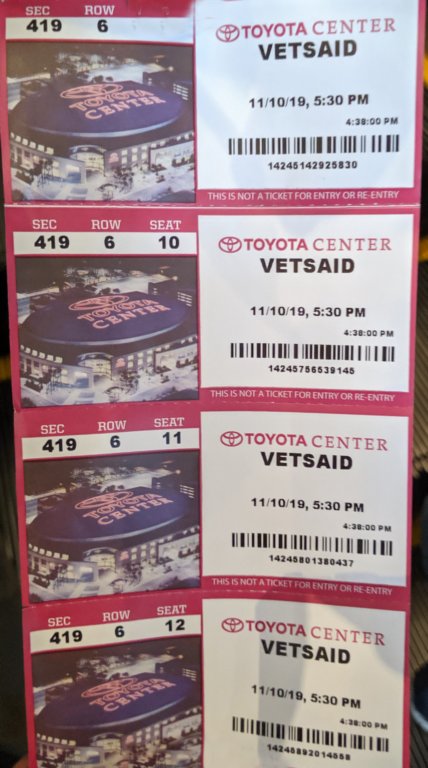 SEC ROW
419 6
TOYOTA CENTER
TOYOTA CENTER
VETSAID
11/10/19, 5:30 PM
4:38:00 PM
14245142925830
THIS IS NOT A TICKET FOR ENTRY OR RE-ENTRY
SEC ROW SEAT
419 6 10
TOYOTA CENTER
TOYOTA CENTER
VETSAID
11/10/19, 5:30 PM
4:38:00 PM
14245756539145
THIS IS NOT A TICKET FOR ENTRY OR RE-ENTRY
SEC ROW SEAT
419 6 11
TOYOTA CENTER
TOYOTA CENTER
VETSAID
11/10/19, 5:30 PM
4:38:00 PM
14245801380437
THIS IS NOT A TICKET FOR ENTRY OR RE-ENTRY
SEC ROW SEAT
419 6 12
TOYOTA CENTER
TOYOTA CENTER
VETSAID
11/10/19, 5:30 PM
4:38:00 PM
14245892014558